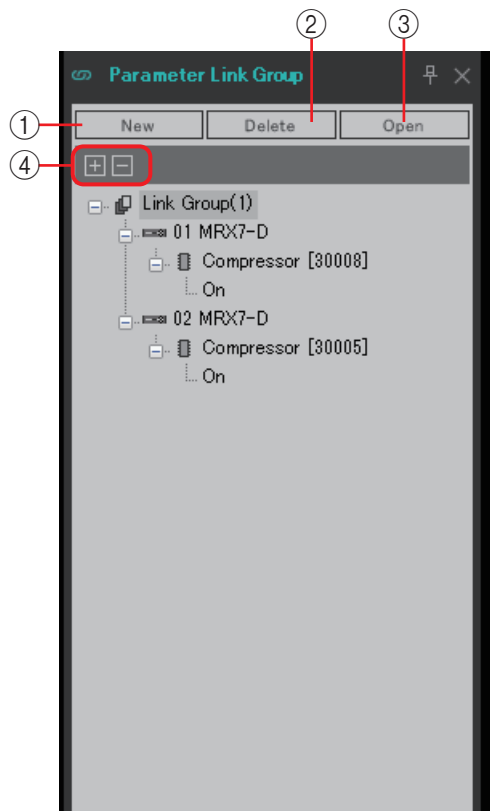 ② ③
Parameter Link Group
① New Delete Open
④
Link Group(1)
01 MRX7-D
Compressor [30008]
On
02 MRX7-D
Compressor [30005]
On